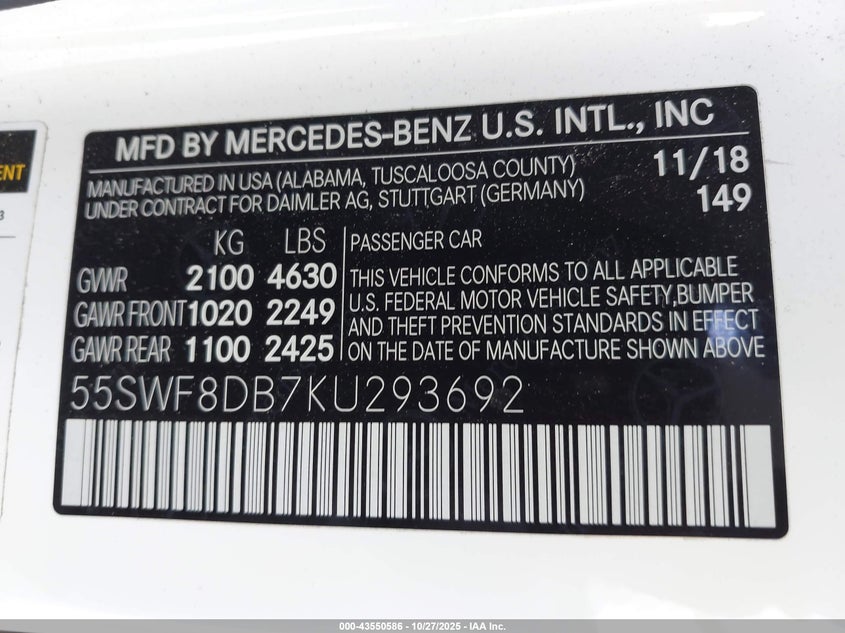 MFD BY MERCEDES-BENZ U.S. INTL., INC
MANUFACTURED IN USA (ALABAMA, TUSCALOOSA COUNTY)
UNDER CONTRACT FOR DAIMLER AG, STUTTGART (GERMANY)
11/18
149
KG LBS
GVWR 2100 4630
GAWR FRONT 1020 2249
GAWR REAR 1100 2425
PASSENGER CAR
THIS VEHICLE CONFORMS TO ALL APPLICABLE
U.S. FEDERAL MOTOR VEHICLE SAFETY, BUMPER
AND THEFT PREVENTION STANDARDS IN EFFECT
ON THE DATE OF MANUFACTURE SHOWN ABOVE
55SWF8DB7KU293692
000-43550586 - 10/27/2025 - IAA Inc.